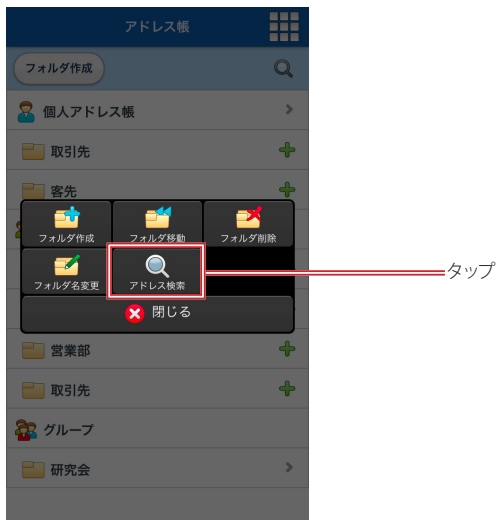 アドレス帳
フォルダ作成
個人アドレス帳
取引先
客先
フォルダ作成 フォルダ移動 フォルダ削除
フォルダ名変更 アドレス検索
タップ
閉じる
営業部
取引先
グループ
研究会